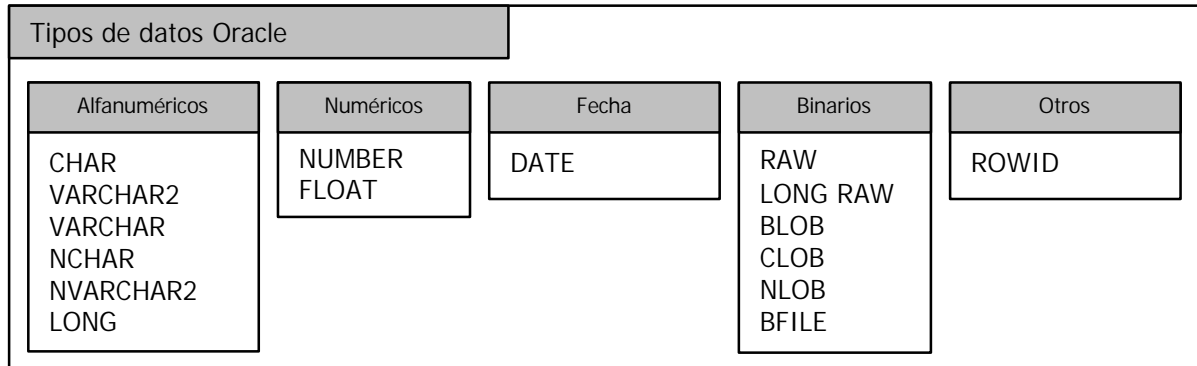 Tipos de datos Oracle
Alfanuméricos
CHAR
VARCHAR2
VARCHAR
NCHAR
NVARCHAR2
LONG
Numéricos
NUMBER
FLOAT
Fecha
DATE
Binarios
RAW
LONG RAW
BLOB
CLOB
NLOB
BFILE
Otros
ROWID